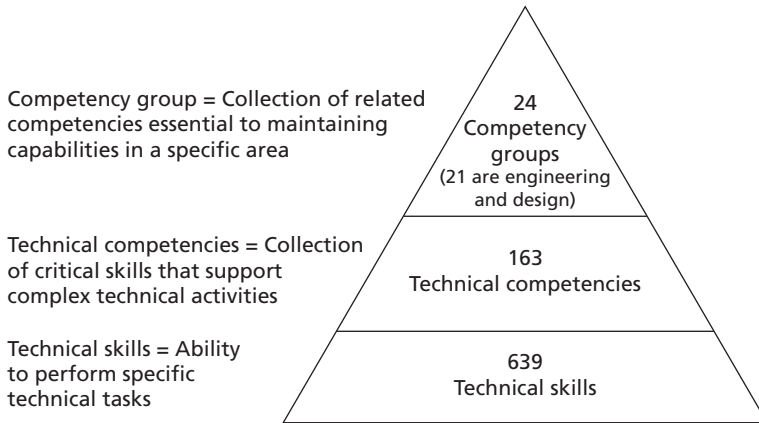 Competency group = Collection of related
competencies essential to maintaining
capabilities in a specific area
24
Competency
groups
(21 are engineering
and design)
Technical competencies = Collection
of critical skills that support
complex technical activities
163
Technical competencies
Technical skills = Ability
to perform specific
technical tasks
639
Technical skills